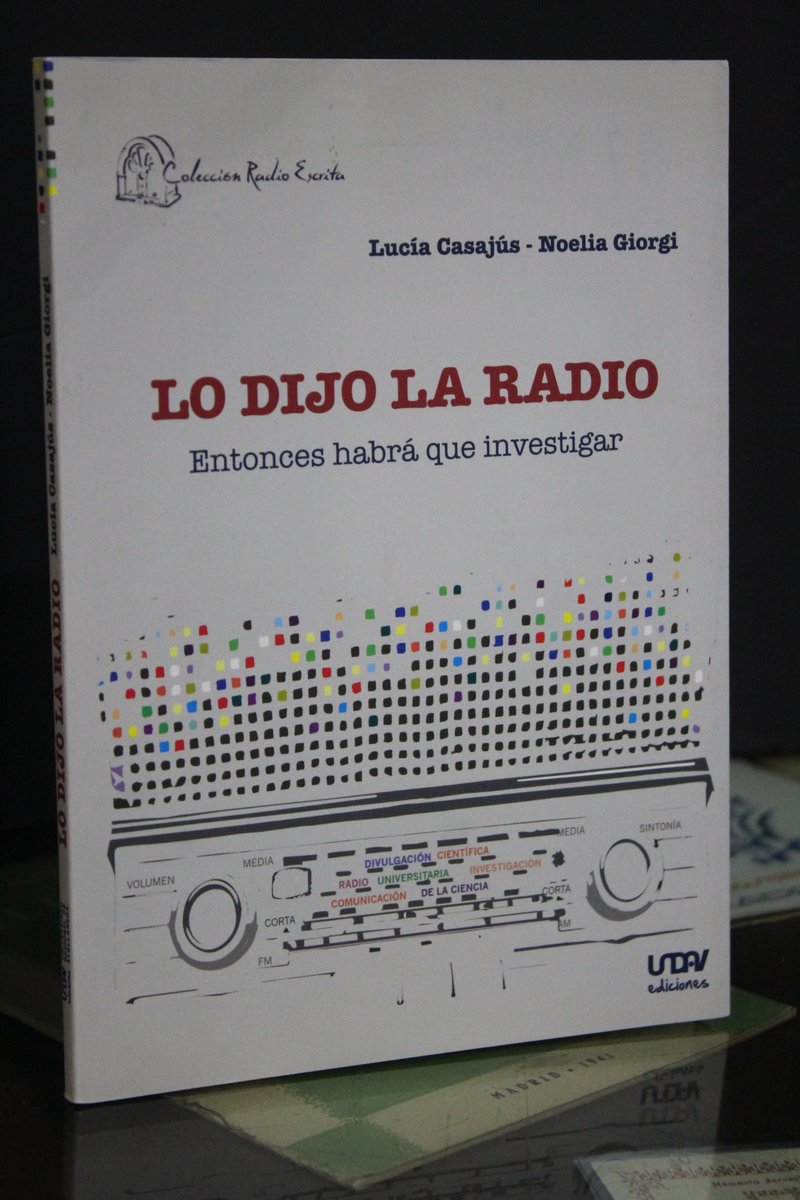 Colección Radio Escrita
Lucía Casajús - Noelia Giorgi
LO DIJO LA RADIO
Entonces habrá que investigar
VOLUMEN
MEDIA
DIVULGACIÓN CIENTÍFICA
MEDIA
SINTONÍA
RADIO UNIVERSITARIA INVESTIGACIÓN
COMUNICACIÓN DE LA CIENCIA
CORTA
CORTA
FM
AM
UNDAV
ediciones
LO DIJO LA RADIO Lucía Casajús - Noelia Giorgi
MADRID · 1941